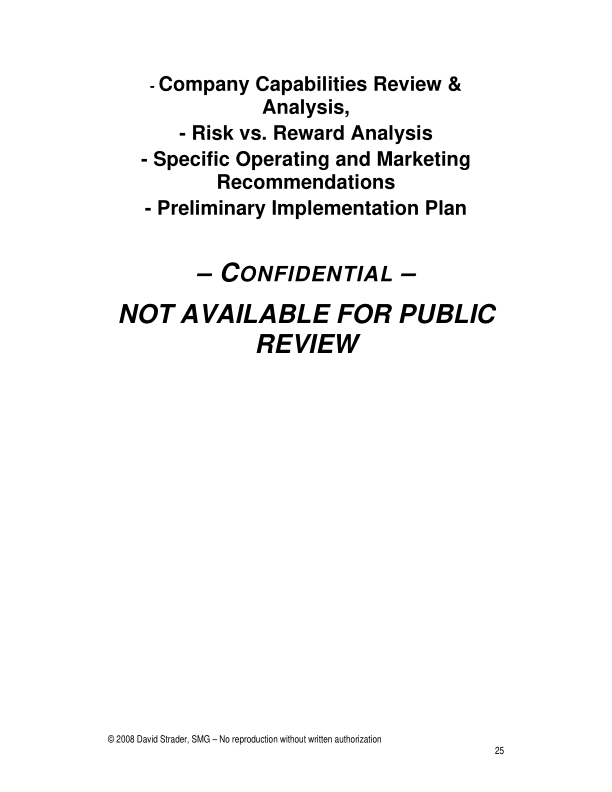 - Company Capabilities Review &
Analysis,
- Risk vs. Reward Analysis
- Specific Operating and Marketing
Recommendations
- Preliminary Implementation Plan
– CONFIDENTIAL –
NOT AVAILABLE FOR PUBLIC
REVIEW
© 2008 David Strader, SMG – No reproduction without written authorization
25